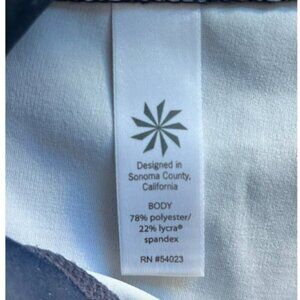 Designed in
Sonoma County,
California
BODY
78% polyester/
22% lycra®
spandex
RN #54023